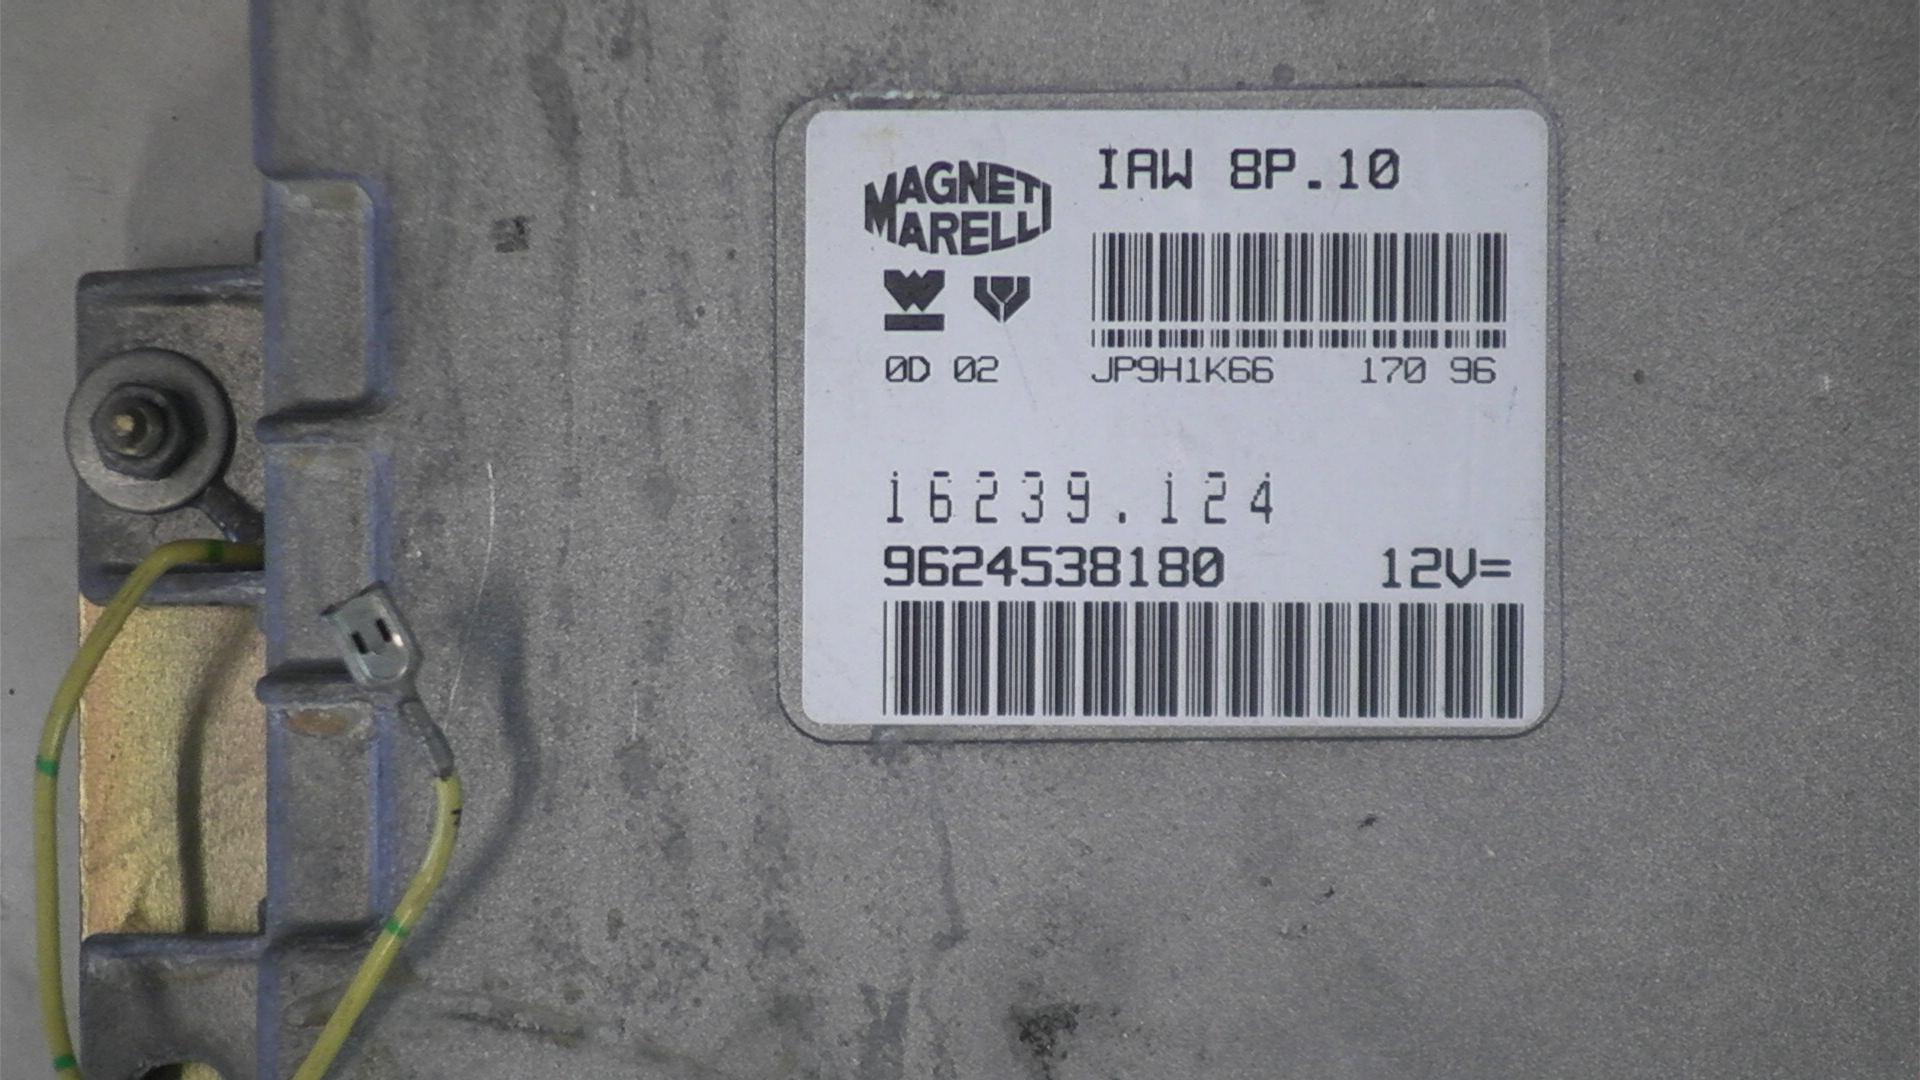 MAGNETI
MARELLI
IAW 8P.10
0D 02
JP9H1K66 170 96
16239.124
9624538180 12V=